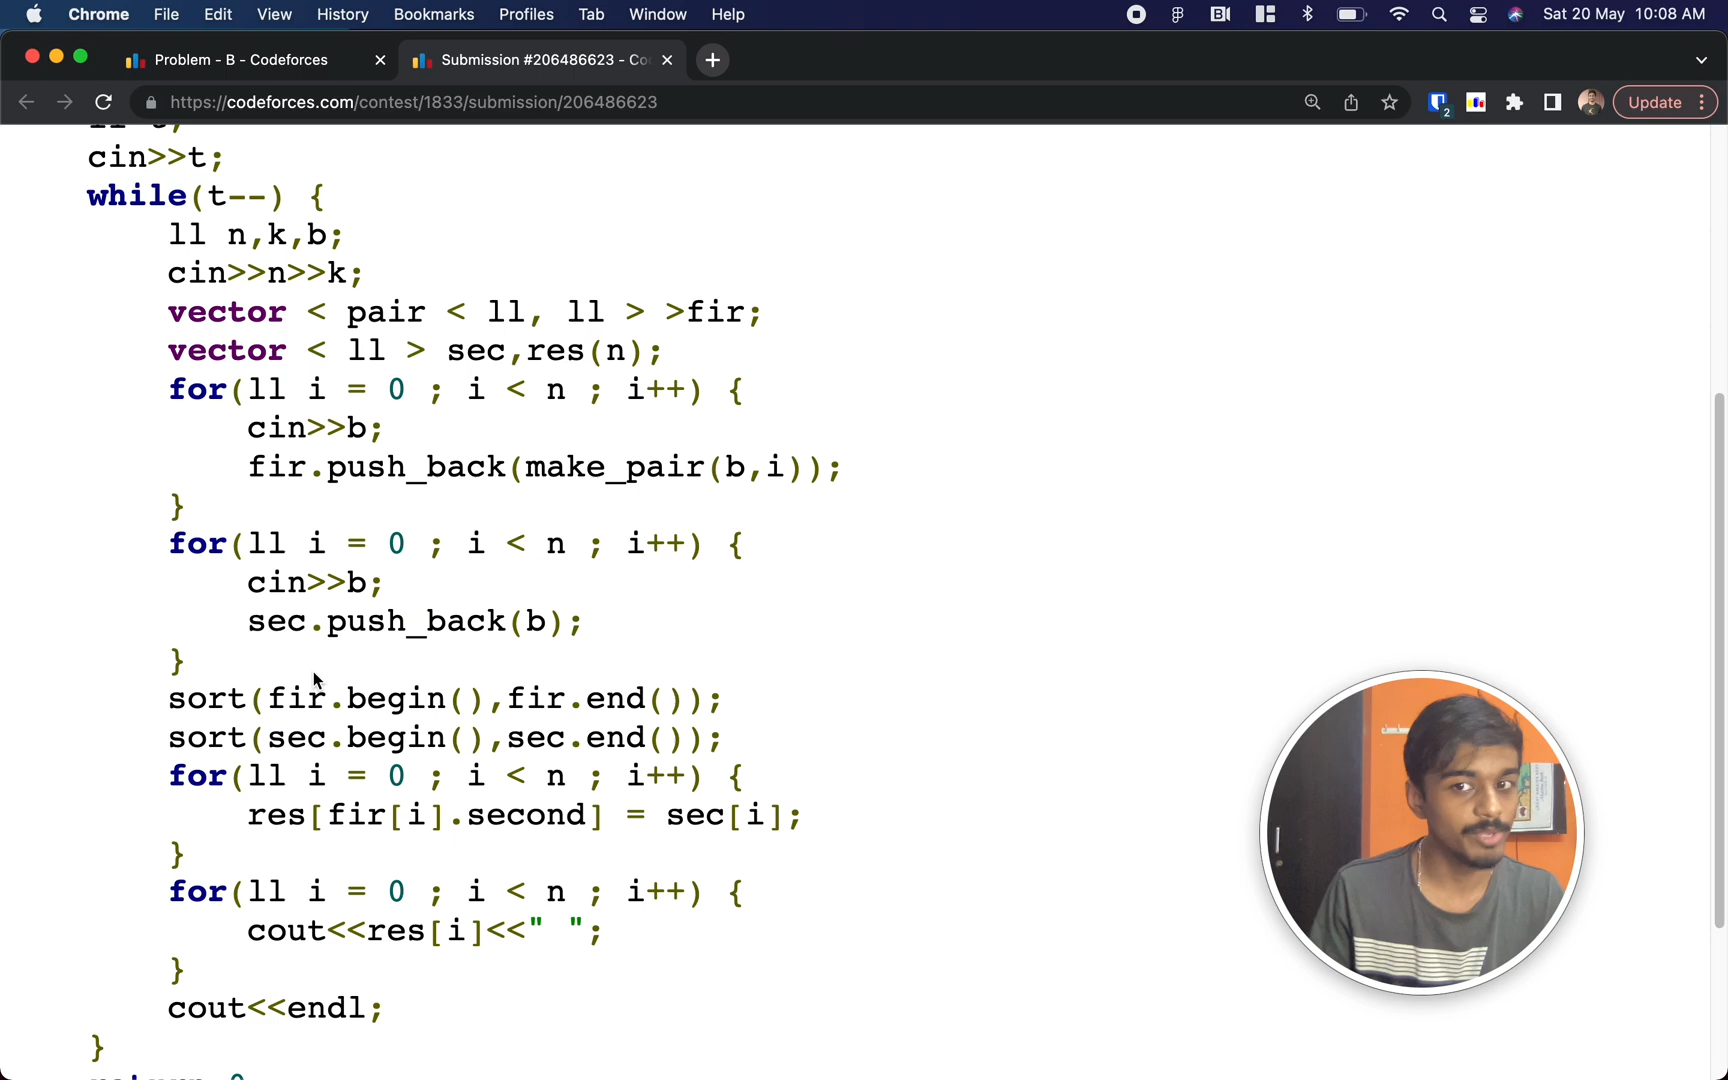 Chrome File Edit View History Bookmarks Profiles Tab Window Help Sat 20 May 10:08 AM
Problem - B - Codeforces Submission #206486623 - Co
https://codeforces.com/contest/1833/submission/206486623 2 Update
cin>>t;
while(t--) {
ll n,k,b;
cin>>n>>k;
vector < pair < ll, ll > >fir;
vector < ll > sec,res(n);
for(ll i = 0 ; i < n ; i++) {
cin>>b;
fir.push_back(make_pair(b,i));
}
for(ll i = 0 ; i < n ; i++) {
cin>>b;
sec.push_back(b);
}
sort(fir.begin(),fir.end());
sort(sec.begin(),sec.end());
for(ll i = 0 ; i < n ; i++) {
res[fir[i].second] = sec[i];
}
for(ll i = 0 ; i < n ; i++) {
cout<<res[i]<<" ";
}
cout<<endl;
}